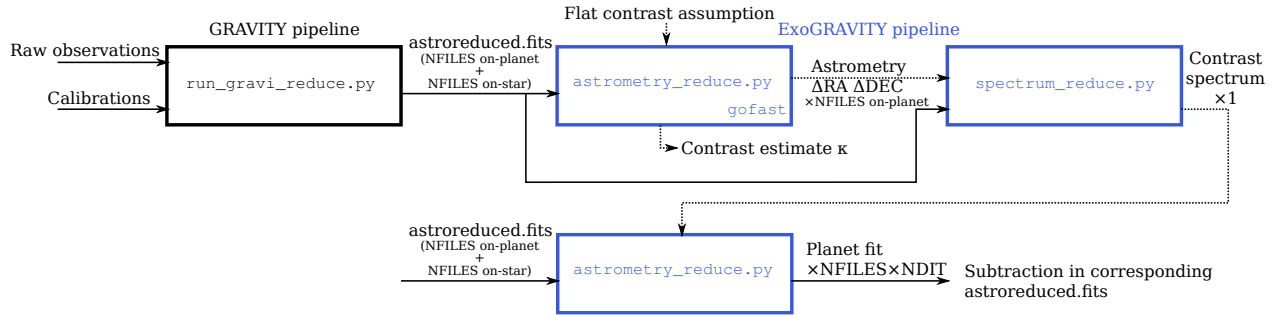 Flat contrast assumption
GRAVITY pipeline
ExoGRAVITY pipeline
Raw observations
Calibrations
run_gravi_reduce.py
astroreduced.fits
(NFILES on-planet
+
NFILES on-star)
astrometry_reduce.py
gofast
Contrast estimate κ
Astrometry
ΔRA ΔDEC
×NFILES on-planet
spectrum_reduce.py
Contrast
spectrum
×1
astroreduced.fits
(NFILES on-planet
+
NFILES on-star)
astrometry_reduce.py
Planet fit
×NFILES×NDIT
Subtraction in corresponding
astroreduced.fits